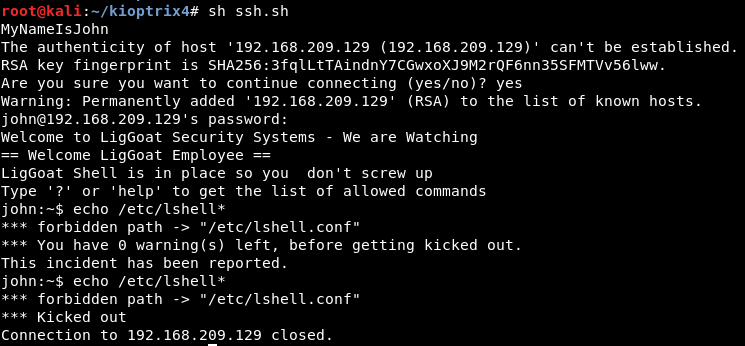 root@kali:~/kioptrix4# sh ssh.sh
MyNameIsJohn
The authenticity of host '192.168.209.129 (192.168.209.129)' can't be established.
RSA key fingerprint is SHA256:3fqlLtTAindnY7CGwxoXJ9M2rQF6nn35SFMTVv56lww.
Are you sure you want to continue connecting (yes/no)? yes
Warning: Permanently added '192.168.209.129' (RSA) to the list of known hosts.
john@192.168.209.129's password:
Welcome to LigGoat Security Systems - We are Watching
== Welcome LigGoat Employee ==
LigGoat Shell is in place so you  don't screw up
Type '?' or 'help' to get the list of allowed commands
john:~$ echo /etc/lshell*
*** forbidden path -> "/etc/lshell.conf"
*** You have 0 warning(s) left, before getting kicked out.
This incident has been reported.
john:~$ echo /etc/lshell*
*** forbidden path -> "/etc/lshell.conf"
*** Kicked out
Connection to 192.168.209.129 closed.